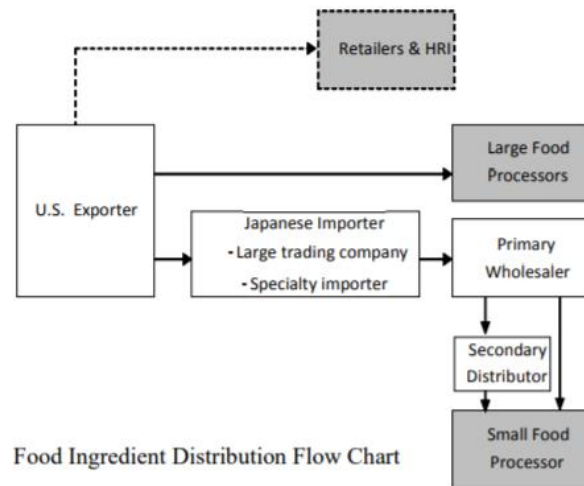 Retailers & HRI
Large Food
Processors
U.S. Exporter
Japanese Importer
- Large trading company
- Specialty importer
Primary
Wholesaler
Secondary
Distributor
Small Food
Processor
Food Ingredient Distribution Flow Chart